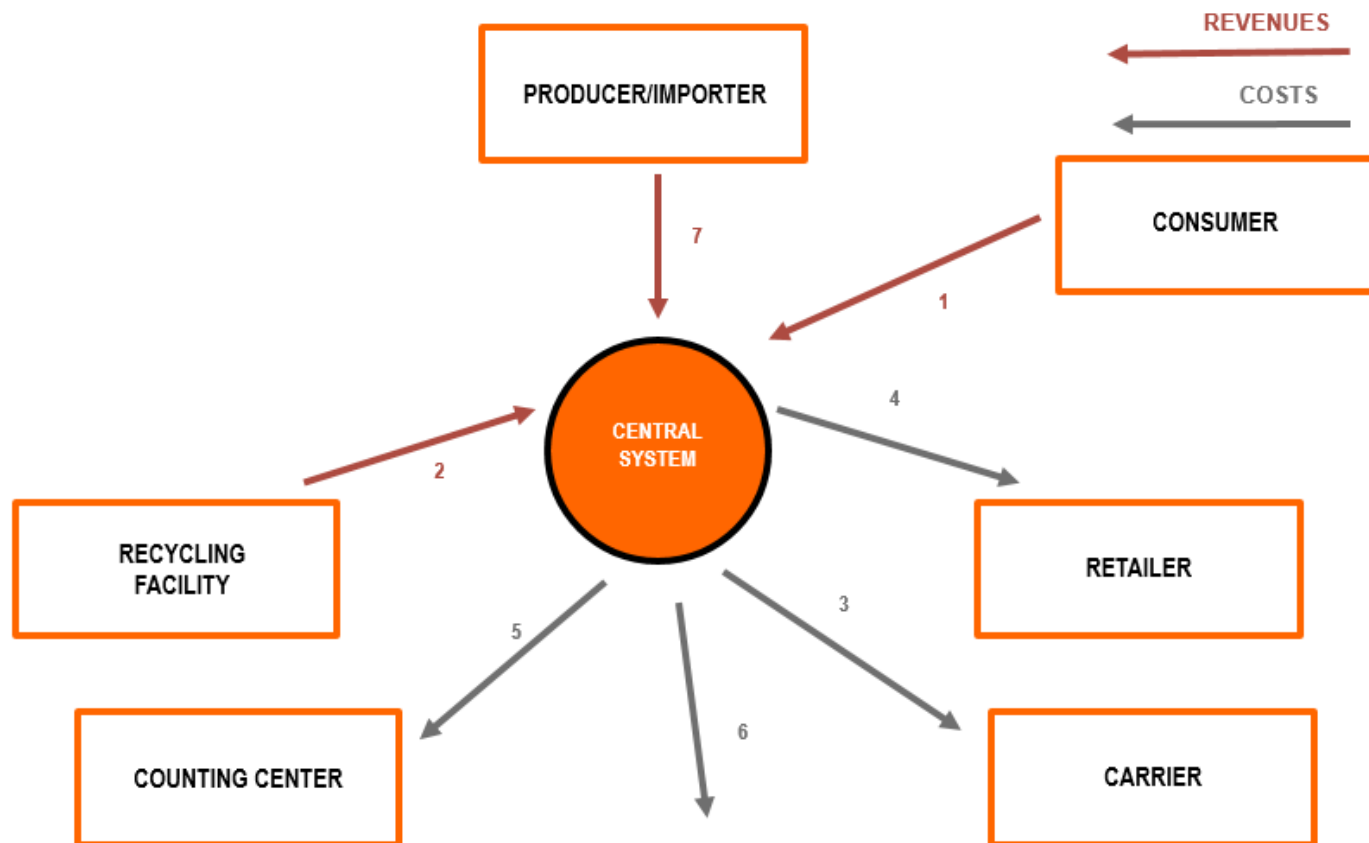 REVENUES
COSTS
PRODUCER/IMPORTER
CONSUMER
7
1
4
CENTRAL
SYSTEM
2
RECYCLING
FACILITY
RETAILER
5
3
6
COUNTING CENTER
CARRIER